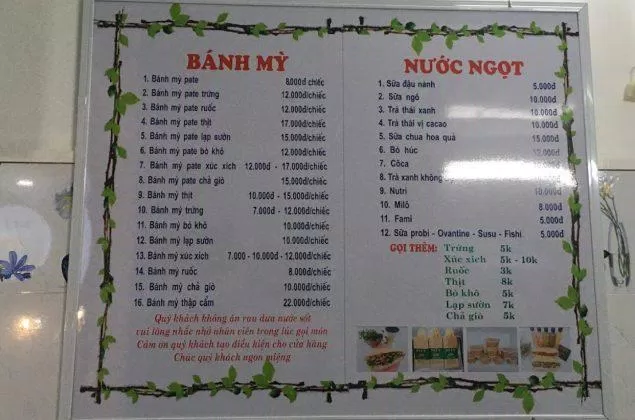 BÁNH MỲ
1. Bánh mỳ pate 8.000đ/chiếc
2. Bánh mỳ pate trứng 12.000đ/chiếc
3. Bánh mỳ pate ruốc 12.000đ/chiếc
4. Bánh mỳ pate thịt 17.000đ/chiếc
5. Bánh mỳ pate lạp sườn 15.000đ/chiếc
6. Bánh mỳ pate bò khô 12.000đ/chiếc
7. Bánh mỳ pate xúc xích 12.000đ - 17.000đ/chiếc
8. Bánh mỳ pate chả giò 15.000đ/chiếc
9. Bánh mỳ thịt 10.000đ - 15.000đ/chiếc
10. Bánh mỳ trứng 7.000đ - 12.000đ/chiếc
11. Bánh mỳ bò khô 10.000đ/chiếc
12. Bánh mỳ lạp sườn 10.000đ/chiếc
13. Bánh mỳ xúc xích 7.000 - 10.000đ - 12.000đ/chiếc
14. Bánh mỳ ruốc 8.000đ/chiếc
15. Bánh mỳ chả giò 10.000đ/chiếc
16. Bánh mỳ thập cẩm 22.000đ/chiếc
Quý khách không ăn rau dưa nước sốt
vui lòng nhắc nhở nhân viên trong lúc gọi món
Cảm ơn quý khách tạo điều kiện cho cửa hàng
Chúc quý khách ngon miệng
NƯỚC NGỌT
1. Sữa đậu nành 5.000đ
2. Sữa ngô 10.000đ
3. Trà thái xanh 10.000đ
4. Trà thái vị cacao 10.000đ
5. Sữa chua hoa quả 15.000đ
6. Bò húc 12.000đ
7. Côca
8. Trà xanh không
9. Nutri 10.000đ
10. Milô 8.000đ
11. Fami 5.000đ
12. Sữa probi - Ovantine - Susu - Fishi 5.000đ
GỌI THÊM: Trứng 5k
Xúc xích 5k - 10k
Ruốc 3k
Thịt 8k
Bò khô 5k
Lạp sườn 7k
Chả giò 5k